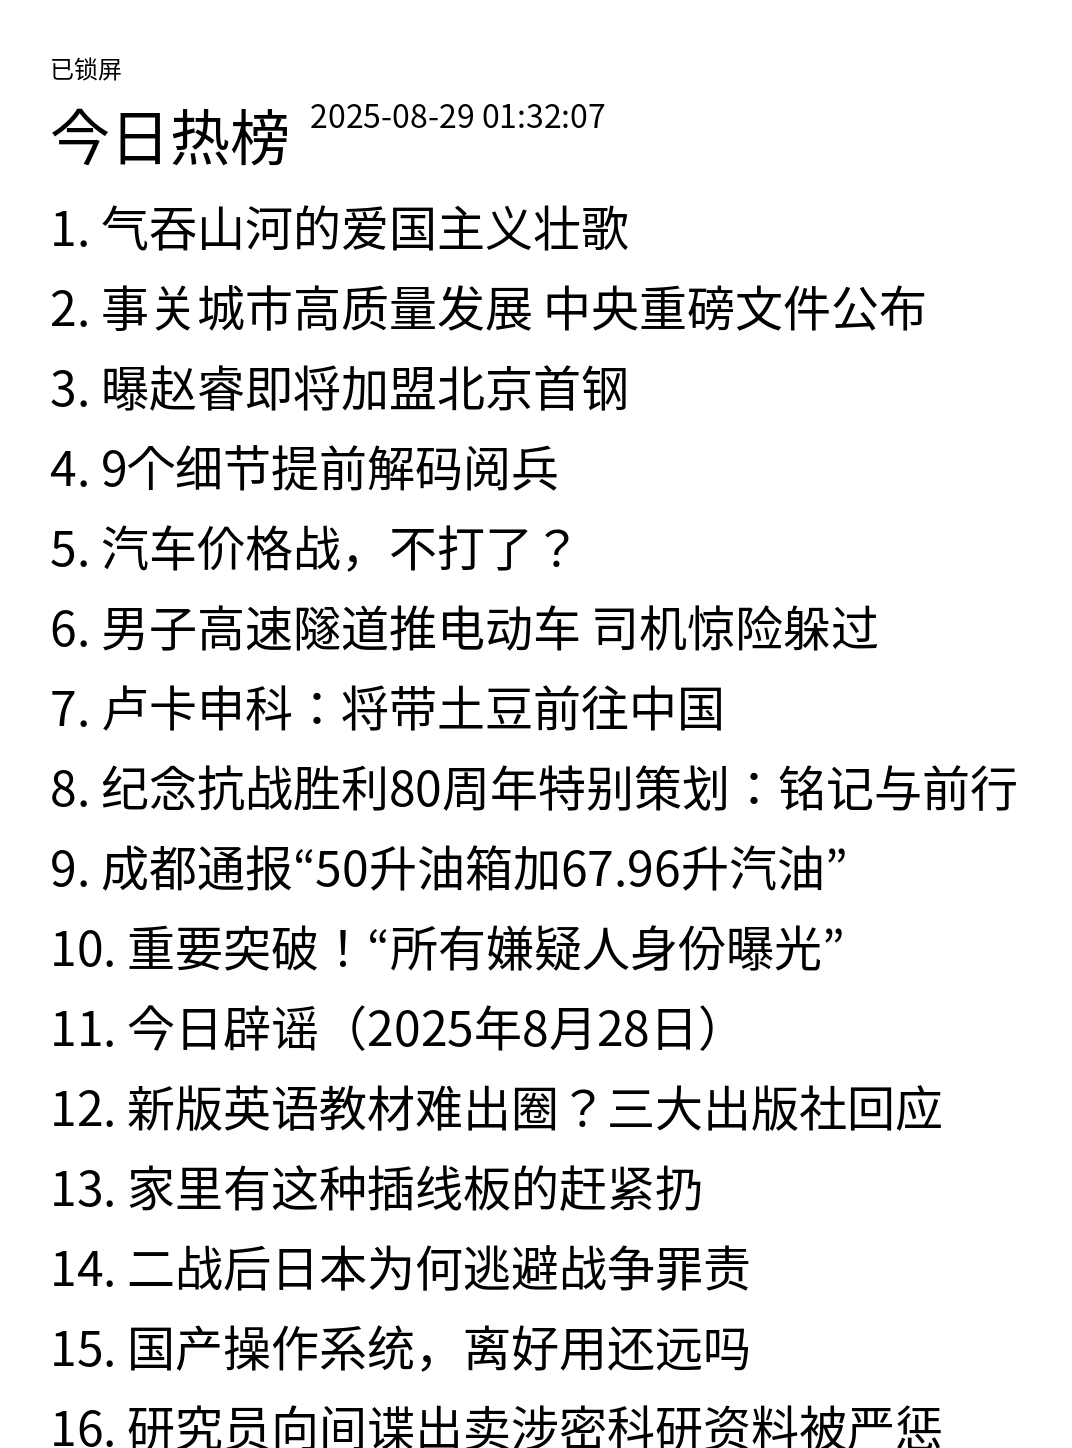 已锁屏
今日热榜 2025-08-29 01:32:07
1. 气吞山河的爱国主义壮歌
2. 事关城市高质量发展 中央重磅文件公布
3. 曝赵睿即将加盟北京首钢
4. 9个细节提前解码阅兵
5. 汽车价格战，不打了？
6. 男子高速隧道推电动车 司机惊险躲过
7. 卢卡申科：将带土豆前往中国
8. 纪念抗战胜利80周年特别策划：铭记与前行
9. 成都通报“50升油箱加67.96升汽油”
10. 重要突破！“所有嫌疑人身份曝光”
11. 今日辟谣（2025年8月28日）
12. 新版英语教材难出圈？三大出版社回应
13. 家里有这种插线板的赶紧扔
14. 二战后日本为何逃避战争罪责
15. 国产操作系统，离好用还远吗
16. 研究员向间谍出卖涉密科研资料被严惩